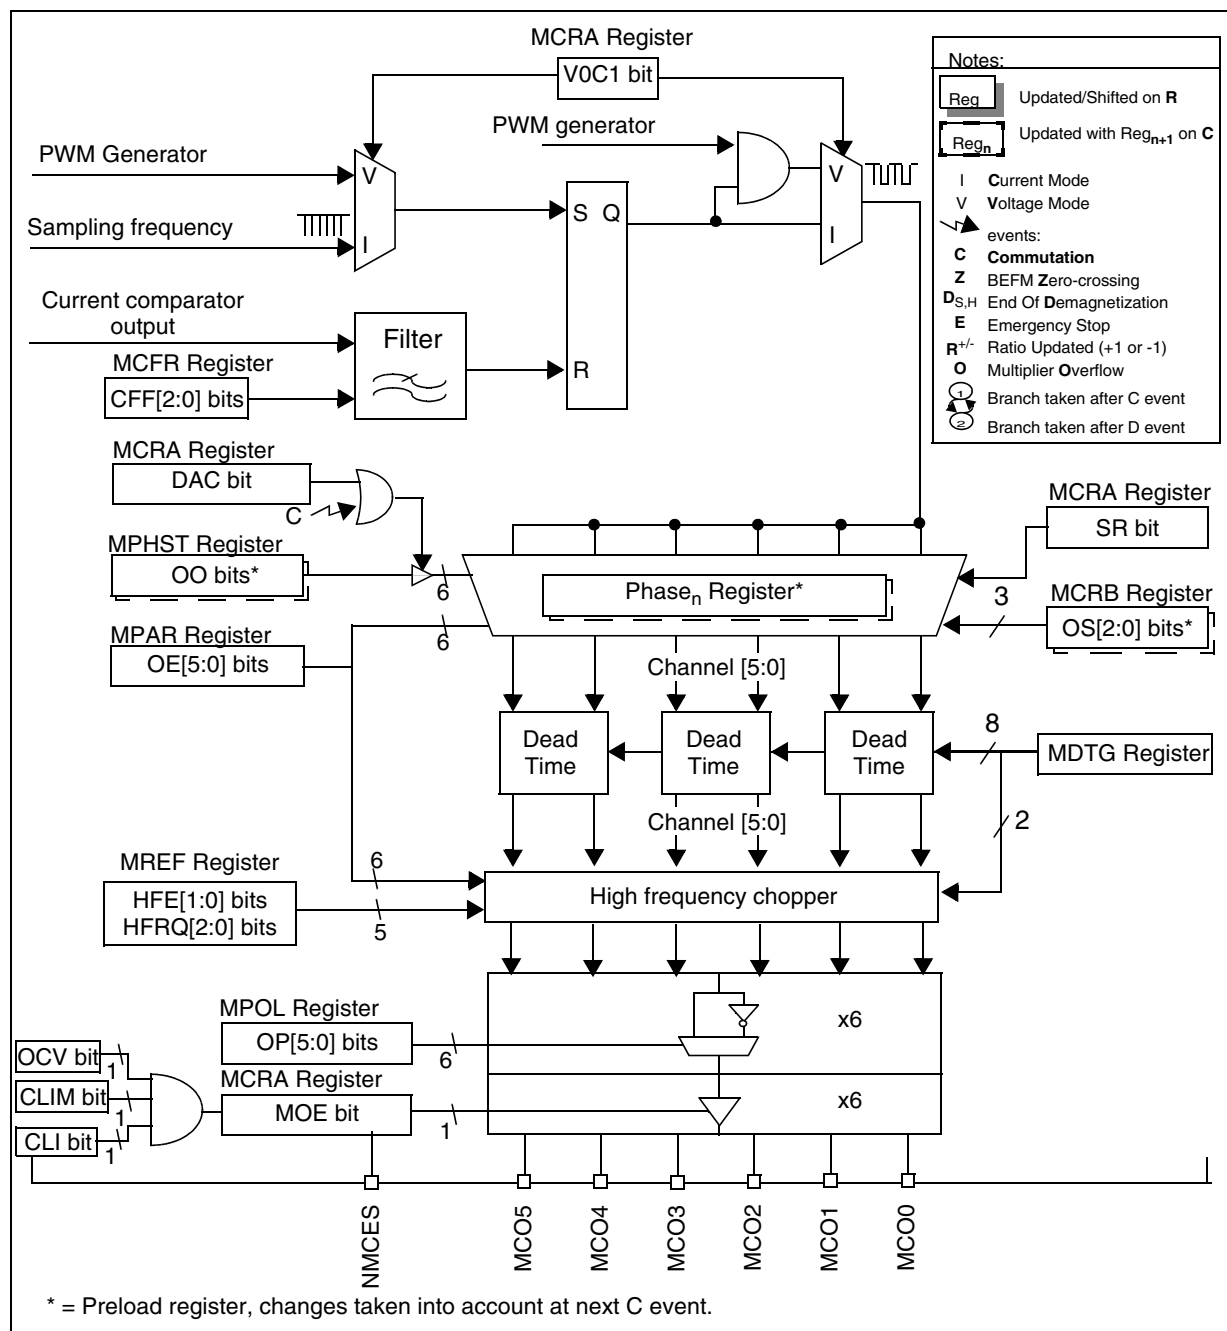 MCRA Register
V0C1 bit
PWM generator
PWM Generator
V
Sampling frequency
I
S Q
R
V
I
Current comparator
output
Filter
MCFR Register
CFF[2:0] bits
Notes:
Reg
Updated/Shifted on R
Regn
Updated with Regn+1 on C
I Current Mode
V Voltage Mode
events:
C Commutation
Z BEFM Zero-crossing
DS,H End Of Demagnetization
E Emergency Stop
R+/- Ratio Updated (+1 or -1)
O Multiplier Overflow
1 Branch taken after C event
2 Branch taken after D event
MCRA Register
DAC bit
C
MPHST Register
OO bits*
6
6
MPAR Register
OE[5:0] bits
Phasen Register*
MCRA Register
SR bit
MCRB Register
3
OS[2:0] bits*
Channel [5:0]
Dead
Time
Dead
Time
Dead
Time
8
MDTG Register
2
Channel [5:0]
MREF Register
6
HFE[1:0] bits
HFRQ[2:0] bits
5
High frequency chopper
MPOL Register
OP[5:0] bits
6
x6
OCV bit
1
CLIM bit
1
CLI bit
1
MCRA Register
MOE bit
1
x6
NMCES
MCO5
MCO4
MCO3
MCO2
MCO1
MCO0
* = Preload register, changes taken into account at next C event.